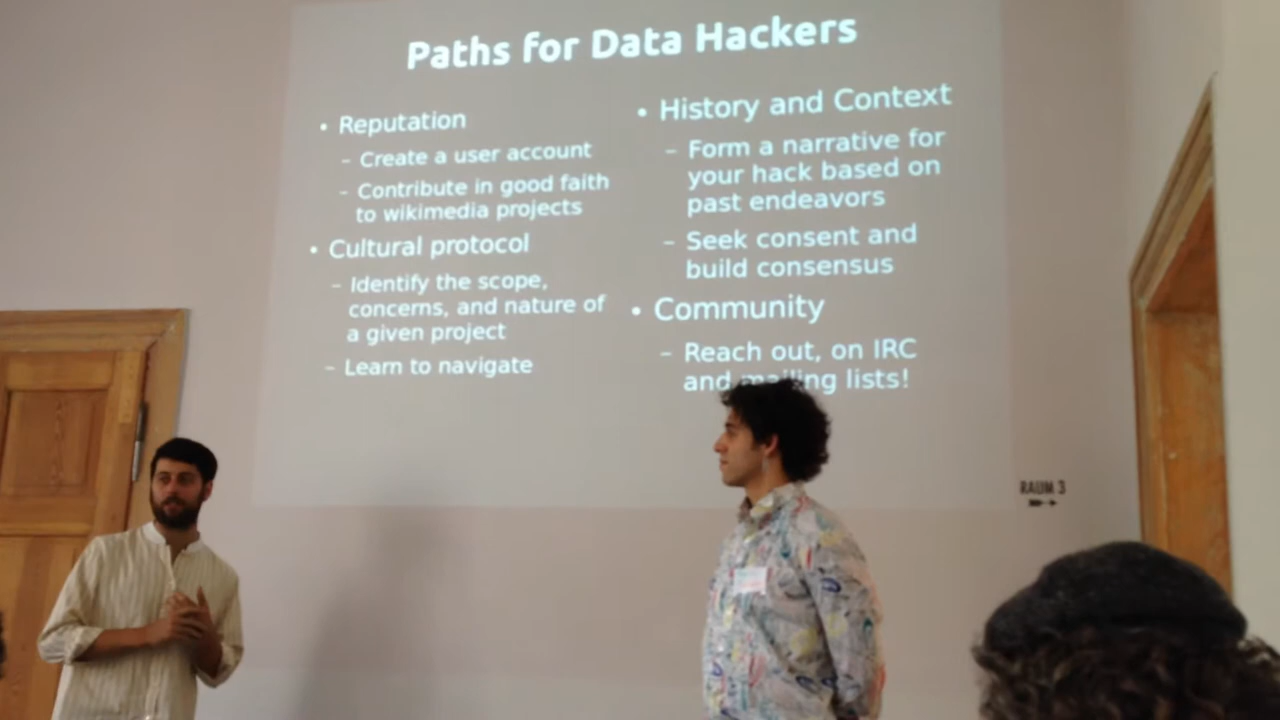 Paths for Data Hackers
• Reputation
– Create a user account
– Contribute in good faith
to wikimedia projects
• Cultural protocol
– Identify the scope,
concerns, and nature of
a given project
– Learn to navigate
• History and Context
– Form a narrative for
your hack based on
past endeavors
– Seek consent and
build consensus
• Community
– Reach out, on IRC
and mailing lists!
RAUM 3